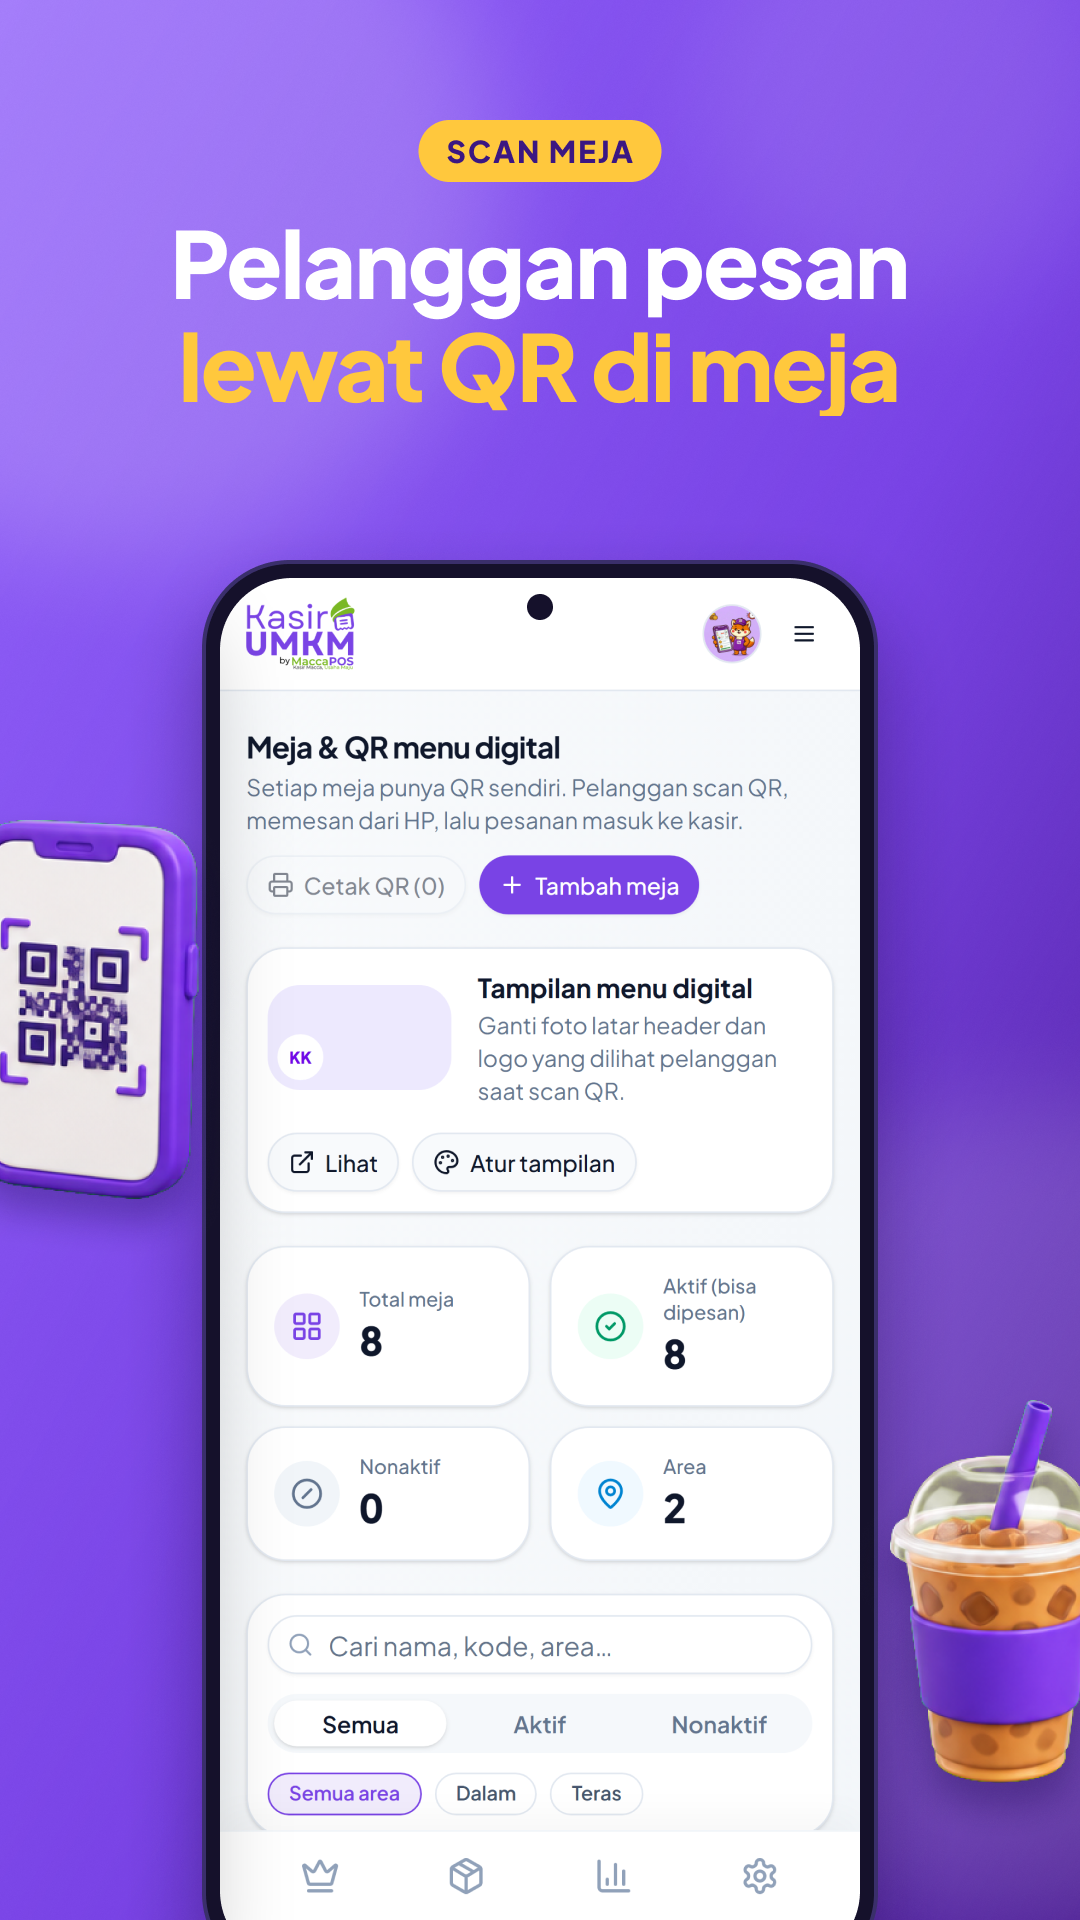 SCAN MEJA
Pelanggan pesan
lewat QR di meja
Kasir
UMKM
by MaccaPOS
Kasir Macca, Usaha Maju
Meja & QR menu digital
Setiap meja punya QR sendiri. Pelanggan scan QR,
memesan dari HP, lalu pesanan masuk ke kasir.
Cetak QR (0)
Tambah meja
KK
Tampilan menu digital
Ganti foto latar header dan
logo yang dilihat pelanggan
saat scan QR.
Lihat
Atur tampilan
Total meja
8
Aktif (bisa
dipesan)
8
Nonaktif
0
Area
2
Cari nama, kode, area...
Semua
Aktif
Nonaktif
Semua area
Dalam
Teras